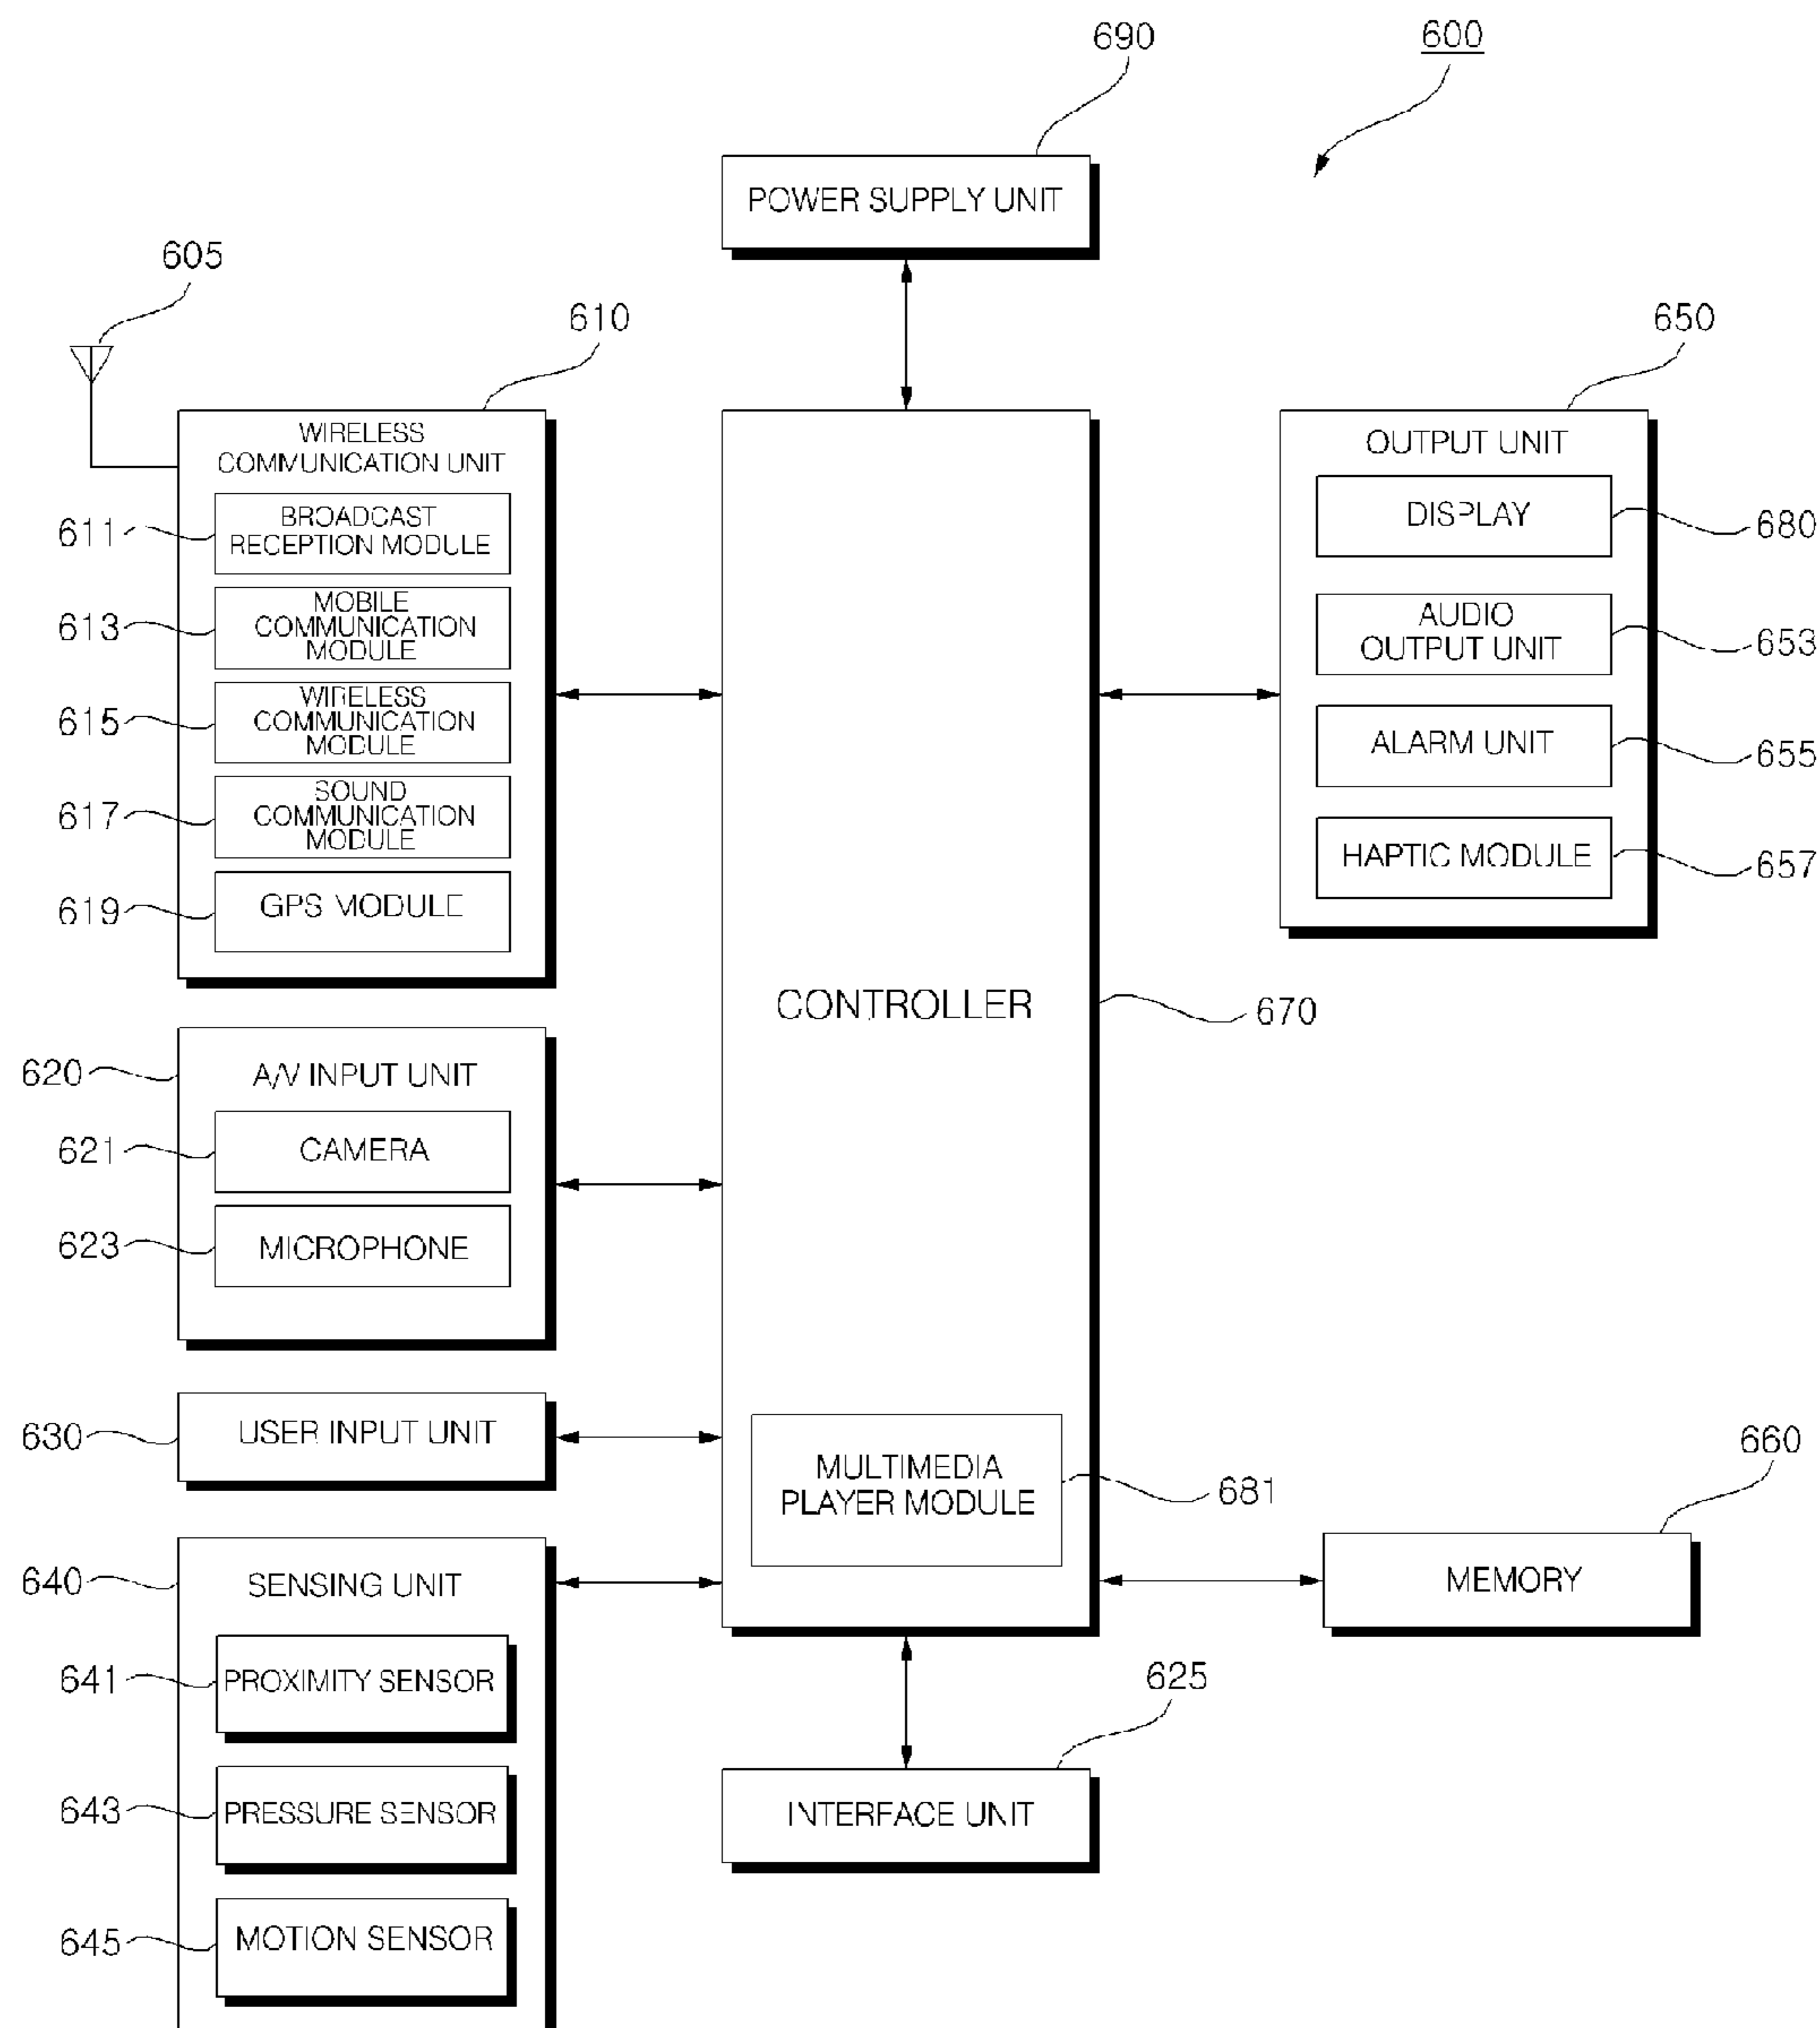 690
600
POWER SUPPLY UNIT
605
610
650
WIRELESS
COMMUNICATION UNIT
611
BROADCAST
RECEPTION MODULE
613
MOBILE
COMMUNICATION
MODULE
615
WIRELESS
COMMUNICATION
MODULE
617
SOUND
COMMUNICATION
MODULE
619
GPS MODULE
OUTPUT UNIT
DISPLAY
680
AUDIO
OUTPUT UNIT
653
ALARM UNIT
655
HAPTIC MODULE
657
CONTROLLER
670
620
A/V INPUT UNIT
621
CAMERA
623
MICROPHONE
630
USER INPUT UNIT
MULTIMEDIA
PLAYER MODULE
681
660
MEMORY
640
SENSING UNIT
641
PROXIMITY SENSOR
643
PRESSURE SENSOR
645
MOTION SENSOR
625
INTERFACE UNIT